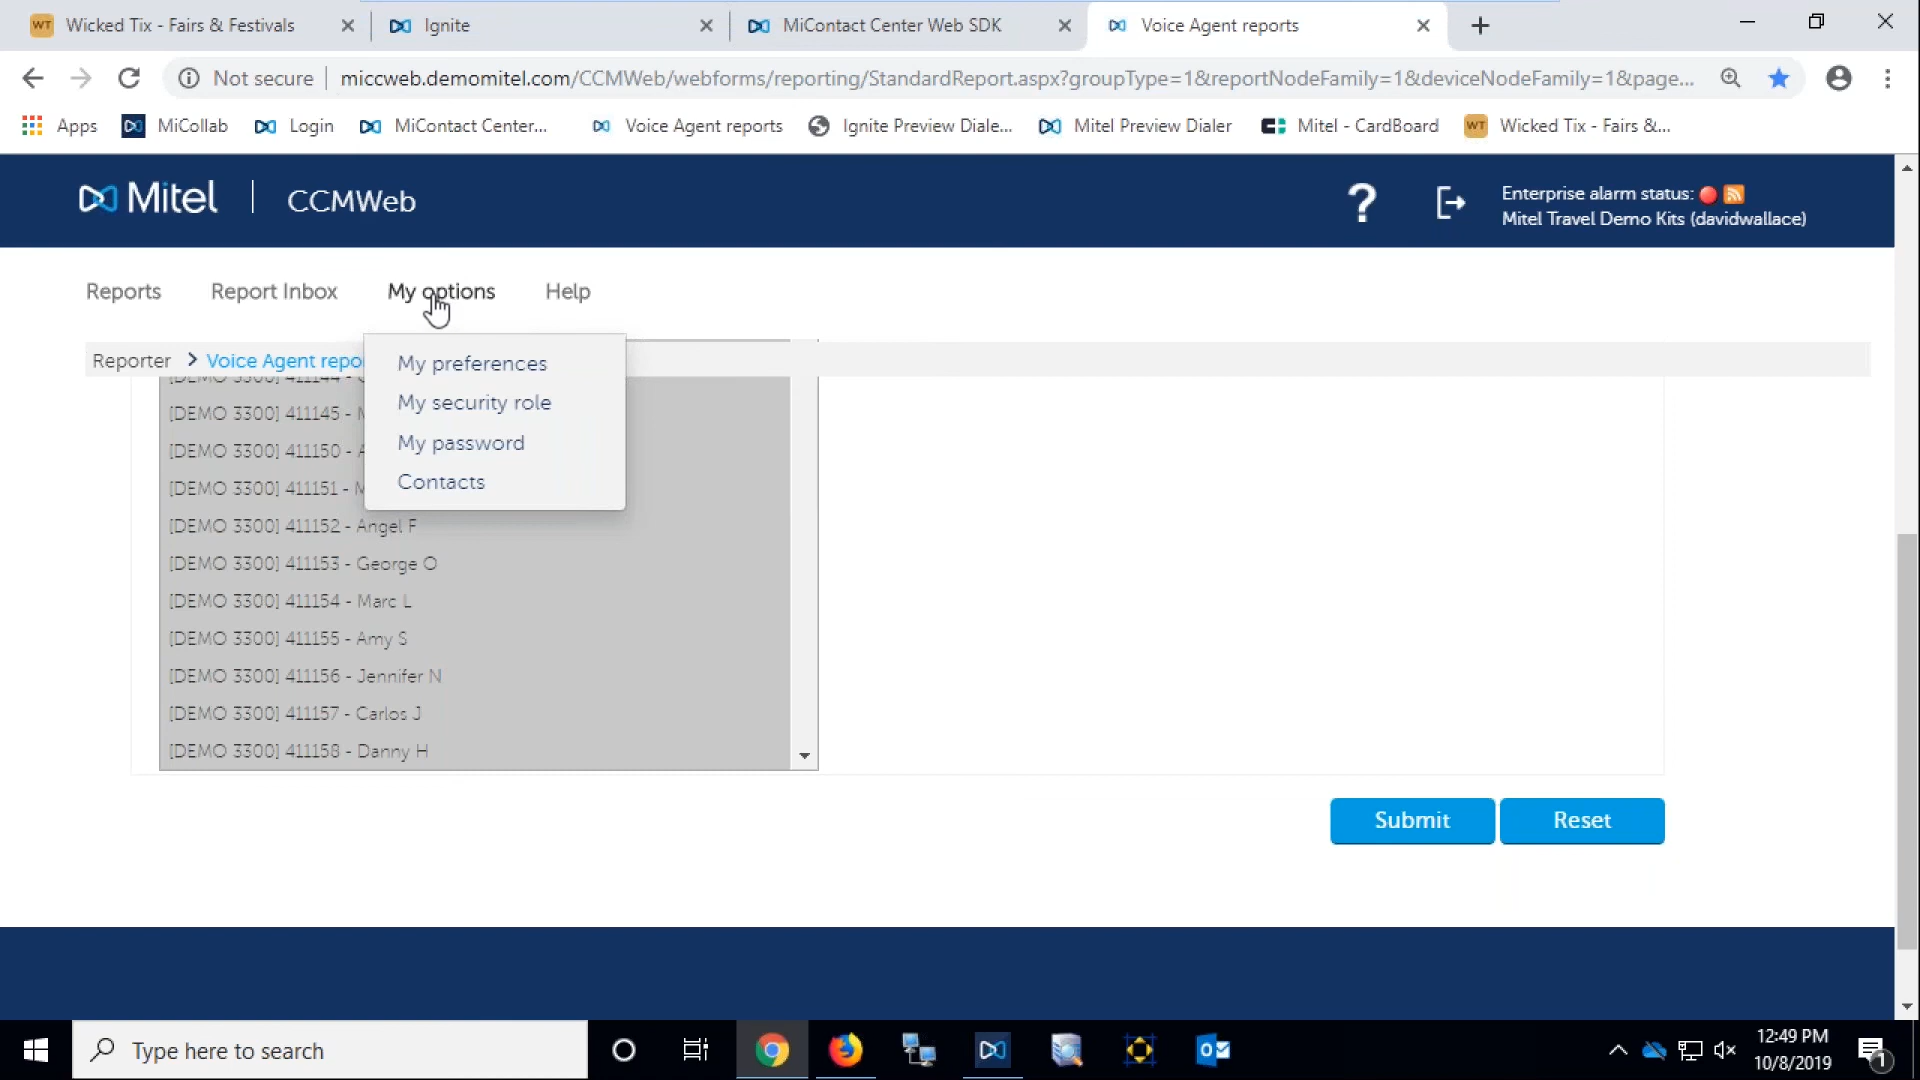 WT Wicked Tix - Fairs & Festivals
Ignite
MiContact Center Web SDK
Voice Agent reports
Not secure
miccweb.demomitel.com/CCMWeb/webforms/reporting/StandardReport.aspx?groupType=1&reportNodeFamily=1&deviceNodeFamily=1&page...
Apps
MiCollab
Login
MiContact Center...
Voice Agent reports
Ignite Preview Diale...
Mitel Preview Dialer
Mitel - CardBoard
WT Wicked Tix - Fairs &...
Mitel
CCMWeb
?
Enterprise alarm status:
Mitel Travel Demo Kits (davidwallace)
Reports
Report Inbox
My options
Help
Reporter > Voice Agent repo
My preferences
My security role
My password
Contacts
[DEMO 3300] 411144 -
[DEMO 3300] 411145 -
[DEMO 3300] 411150 -
[DEMO 3300] 411151 -
[DEMO 3300] 411152 - Angel F
[DEMO 3300] 411153 - George O
[DEMO 3300] 411154 - Marc L
[DEMO 3300] 411155 - Amy S
[DEMO 3300] 411156 - Jennifer N
[DEMO 3300] 411157 - Carlos J
[DEMO 3300] 411158 - Danny H
Submit
Reset
Type here to search
12:49 PM
10/8/2019
1